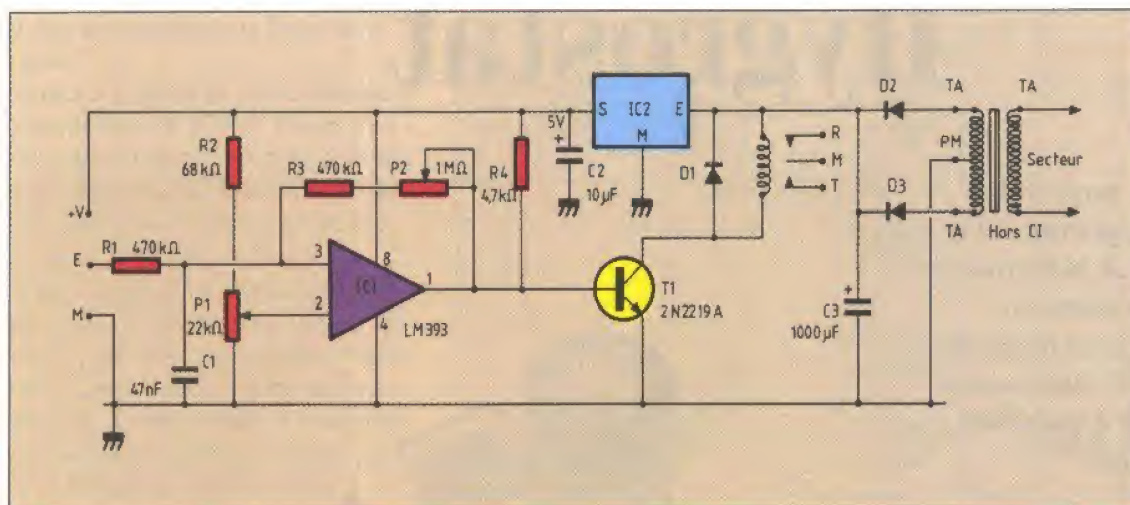 S IC2 E
M
5V
C2
10µF
D1
R
M
T
D2
D3
TA
TA
PM
Secteur
TA
Hors CI
R2
68kΩ
R3 470kΩ
P2
1MΩ
R4
4,7kΩ
+V
E
R1 470kΩ
M
P1
22kΩ
C1
47nF
3
2
8
4
1
LM393
T1
2N2219A
C3
1000µF